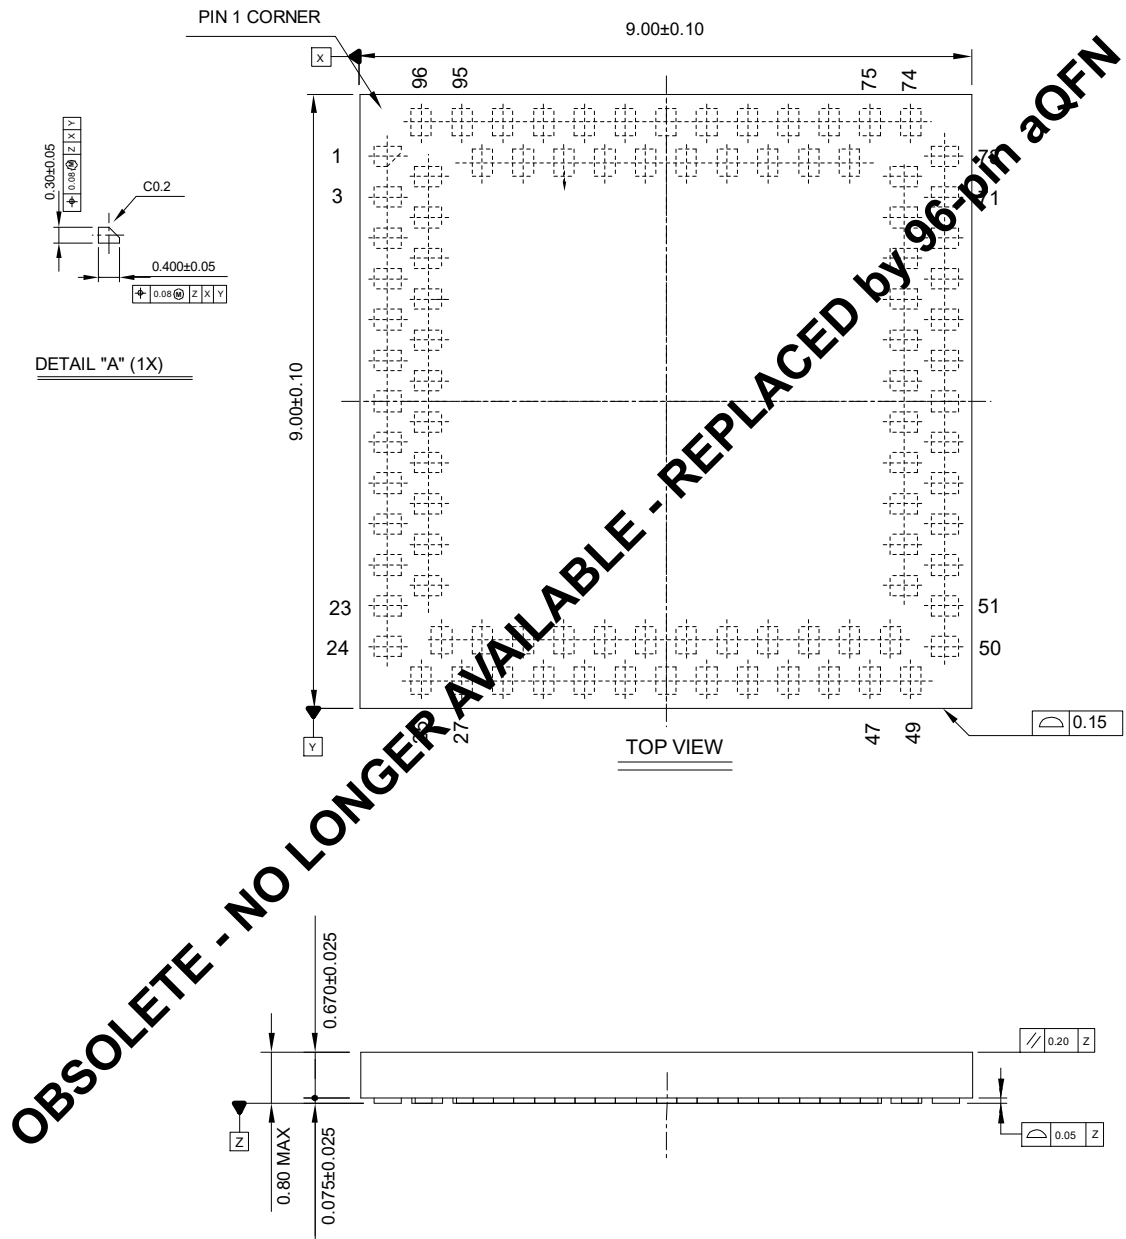 PIN 1 CORNER
9.00±0.10
X
96
95
75
74
1
3
71
0.30±0.05
0.08 Ⓜ Z X Y
C0.2
0.400±0.05
0.08 Ⓜ Z X Y
DETAIL "A" (1X)
9.00±0.10
OBSOLETE - NO LONGER AVAILABLE - REPLACED by 96-pin aQFN
23
24
51
50
27
47
49
Y
TOP VIEW
0.15
0.670±0.025
0.20 Z
Z
0.80 MAX
0.075±0.025
0.05 Z